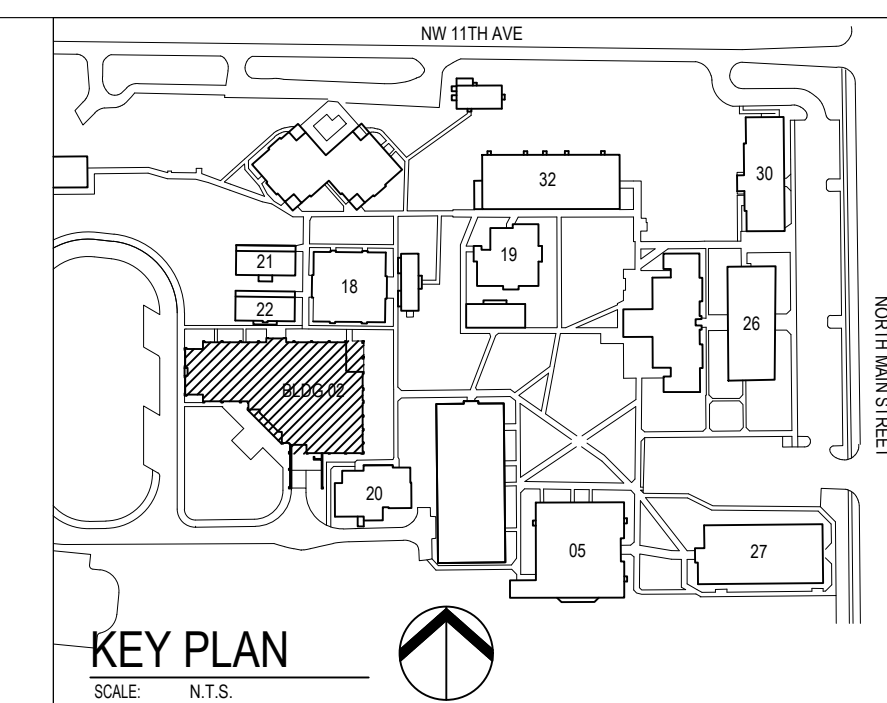 NW 11TH AVE
32
30
19
21
18
22
26
NORTH MAIN STREET
BLDG 02
20
05
27
KEY PLAN
SCALE: N.T.S.